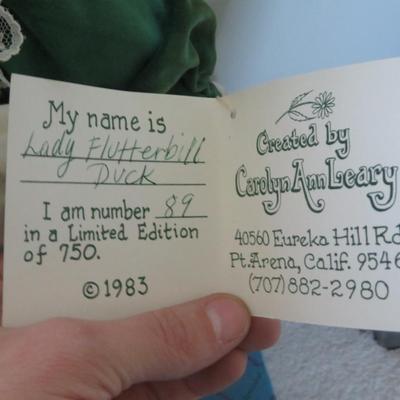 My name is
Lady Flutterbill
Duck
I am number 89
in a Limited Edition
of 750.
© 1983
Created by
Carolyn Ann Leary
40560 Eureka Hill Rd
Pt. Arena, Calif. 9546
(707) 882-2980